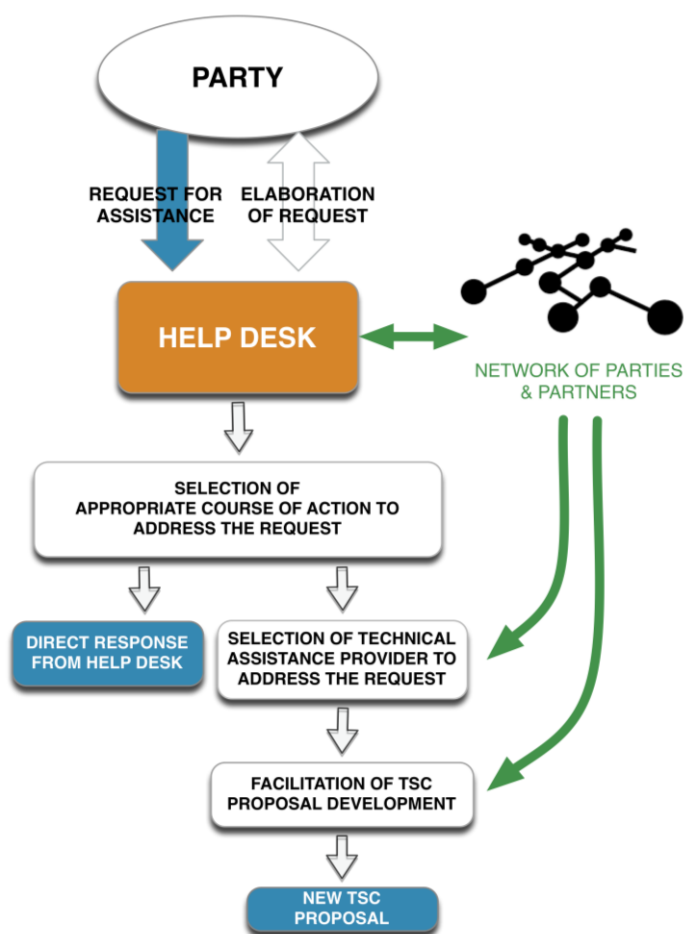 PARTY
REQUEST FOR
ASSISTANCE
ELABORATION
OF REQUEST
HELP DESK
NETWORK OF PARTIES
& PARTNERS
SELECTION OF
APPROPRIATE COURSE OF ACTION TO
ADDRESS THE REQUEST
DIRECT RESPONSE
FROM HELP DESK
SELECTION OF TECHNICAL
ASSISTANCE PROVIDER TO
ADDRESS THE REQUEST
FACILITATION OF TSC
PROPOSAL DEVELOPMENT
NEW TSC
PROPOSAL